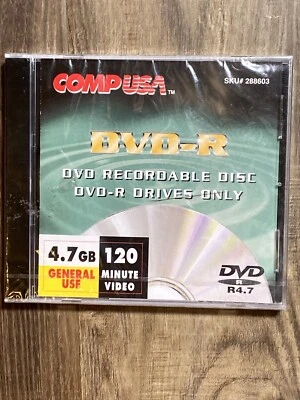 COMPUSA™
SKU# 288603
DVD-R
DVD RECORDABLE DISC
DVD-R DRIVES ONLY
4.7GB
GENERAL
USE
120
MINUTE
VIDEO
DVD
R
R4.7